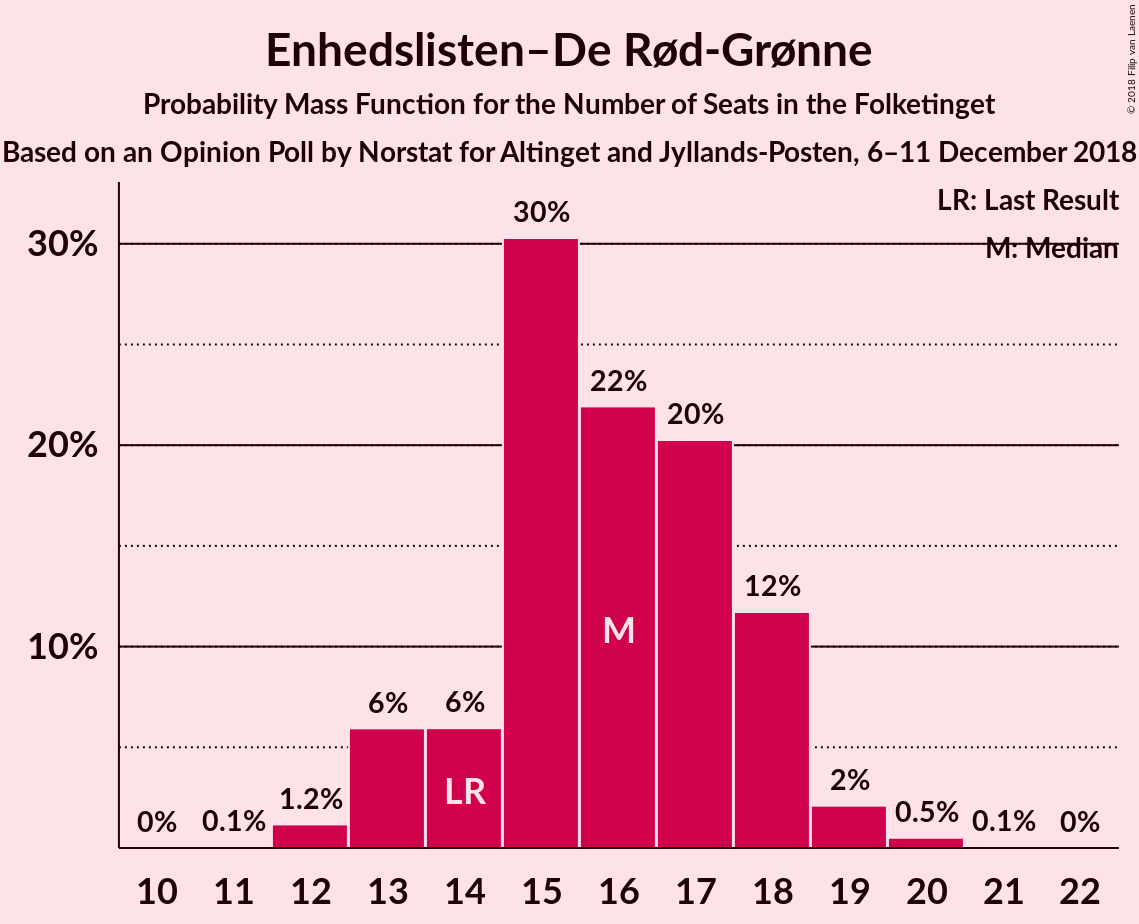 Enhedslisten–De Rød-Grønne
Probability Mass Function for the Number of Seats in the Folketinget
Based on an Opinion Poll by Norstat for Altinget and Jyllands-Posten, 6–11 December 2018
© 2018 Filip van Laenen
LR: Last Result
M: Median
30%
20%
10%
0%
0.1%
1.2%
6%
6%
30%
22%
20%
12%
2%
0.5%
0.1%
0%
LR
M
10 11 12 13 14 15 16 17 18 19 20 21 22